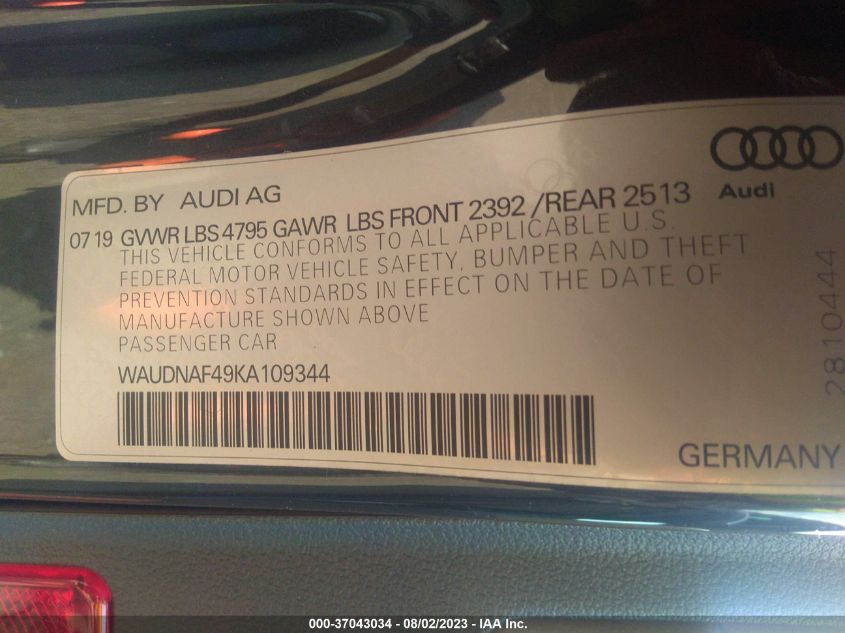 MFD. BY AUDI AG
Audi
07 19 GVWR LBS 4795 GAWR LBS FRONT 2392 /REAR 2513
THIS VEHICLE CONFORMS TO ALL APPLICABLE U.S.
FEDERAL MOTOR VEHICLE SAFETY, BUMPER AND THEFT
PREVENTION STANDARDS IN EFFECT ON THE DATE OF
MANUFACTURE SHOWN ABOVE
PASSENGER CAR
WAUDNAF49KA109344
GERMANY
2810444
000-37043034 - 08/02/2023 - IAA Inc.